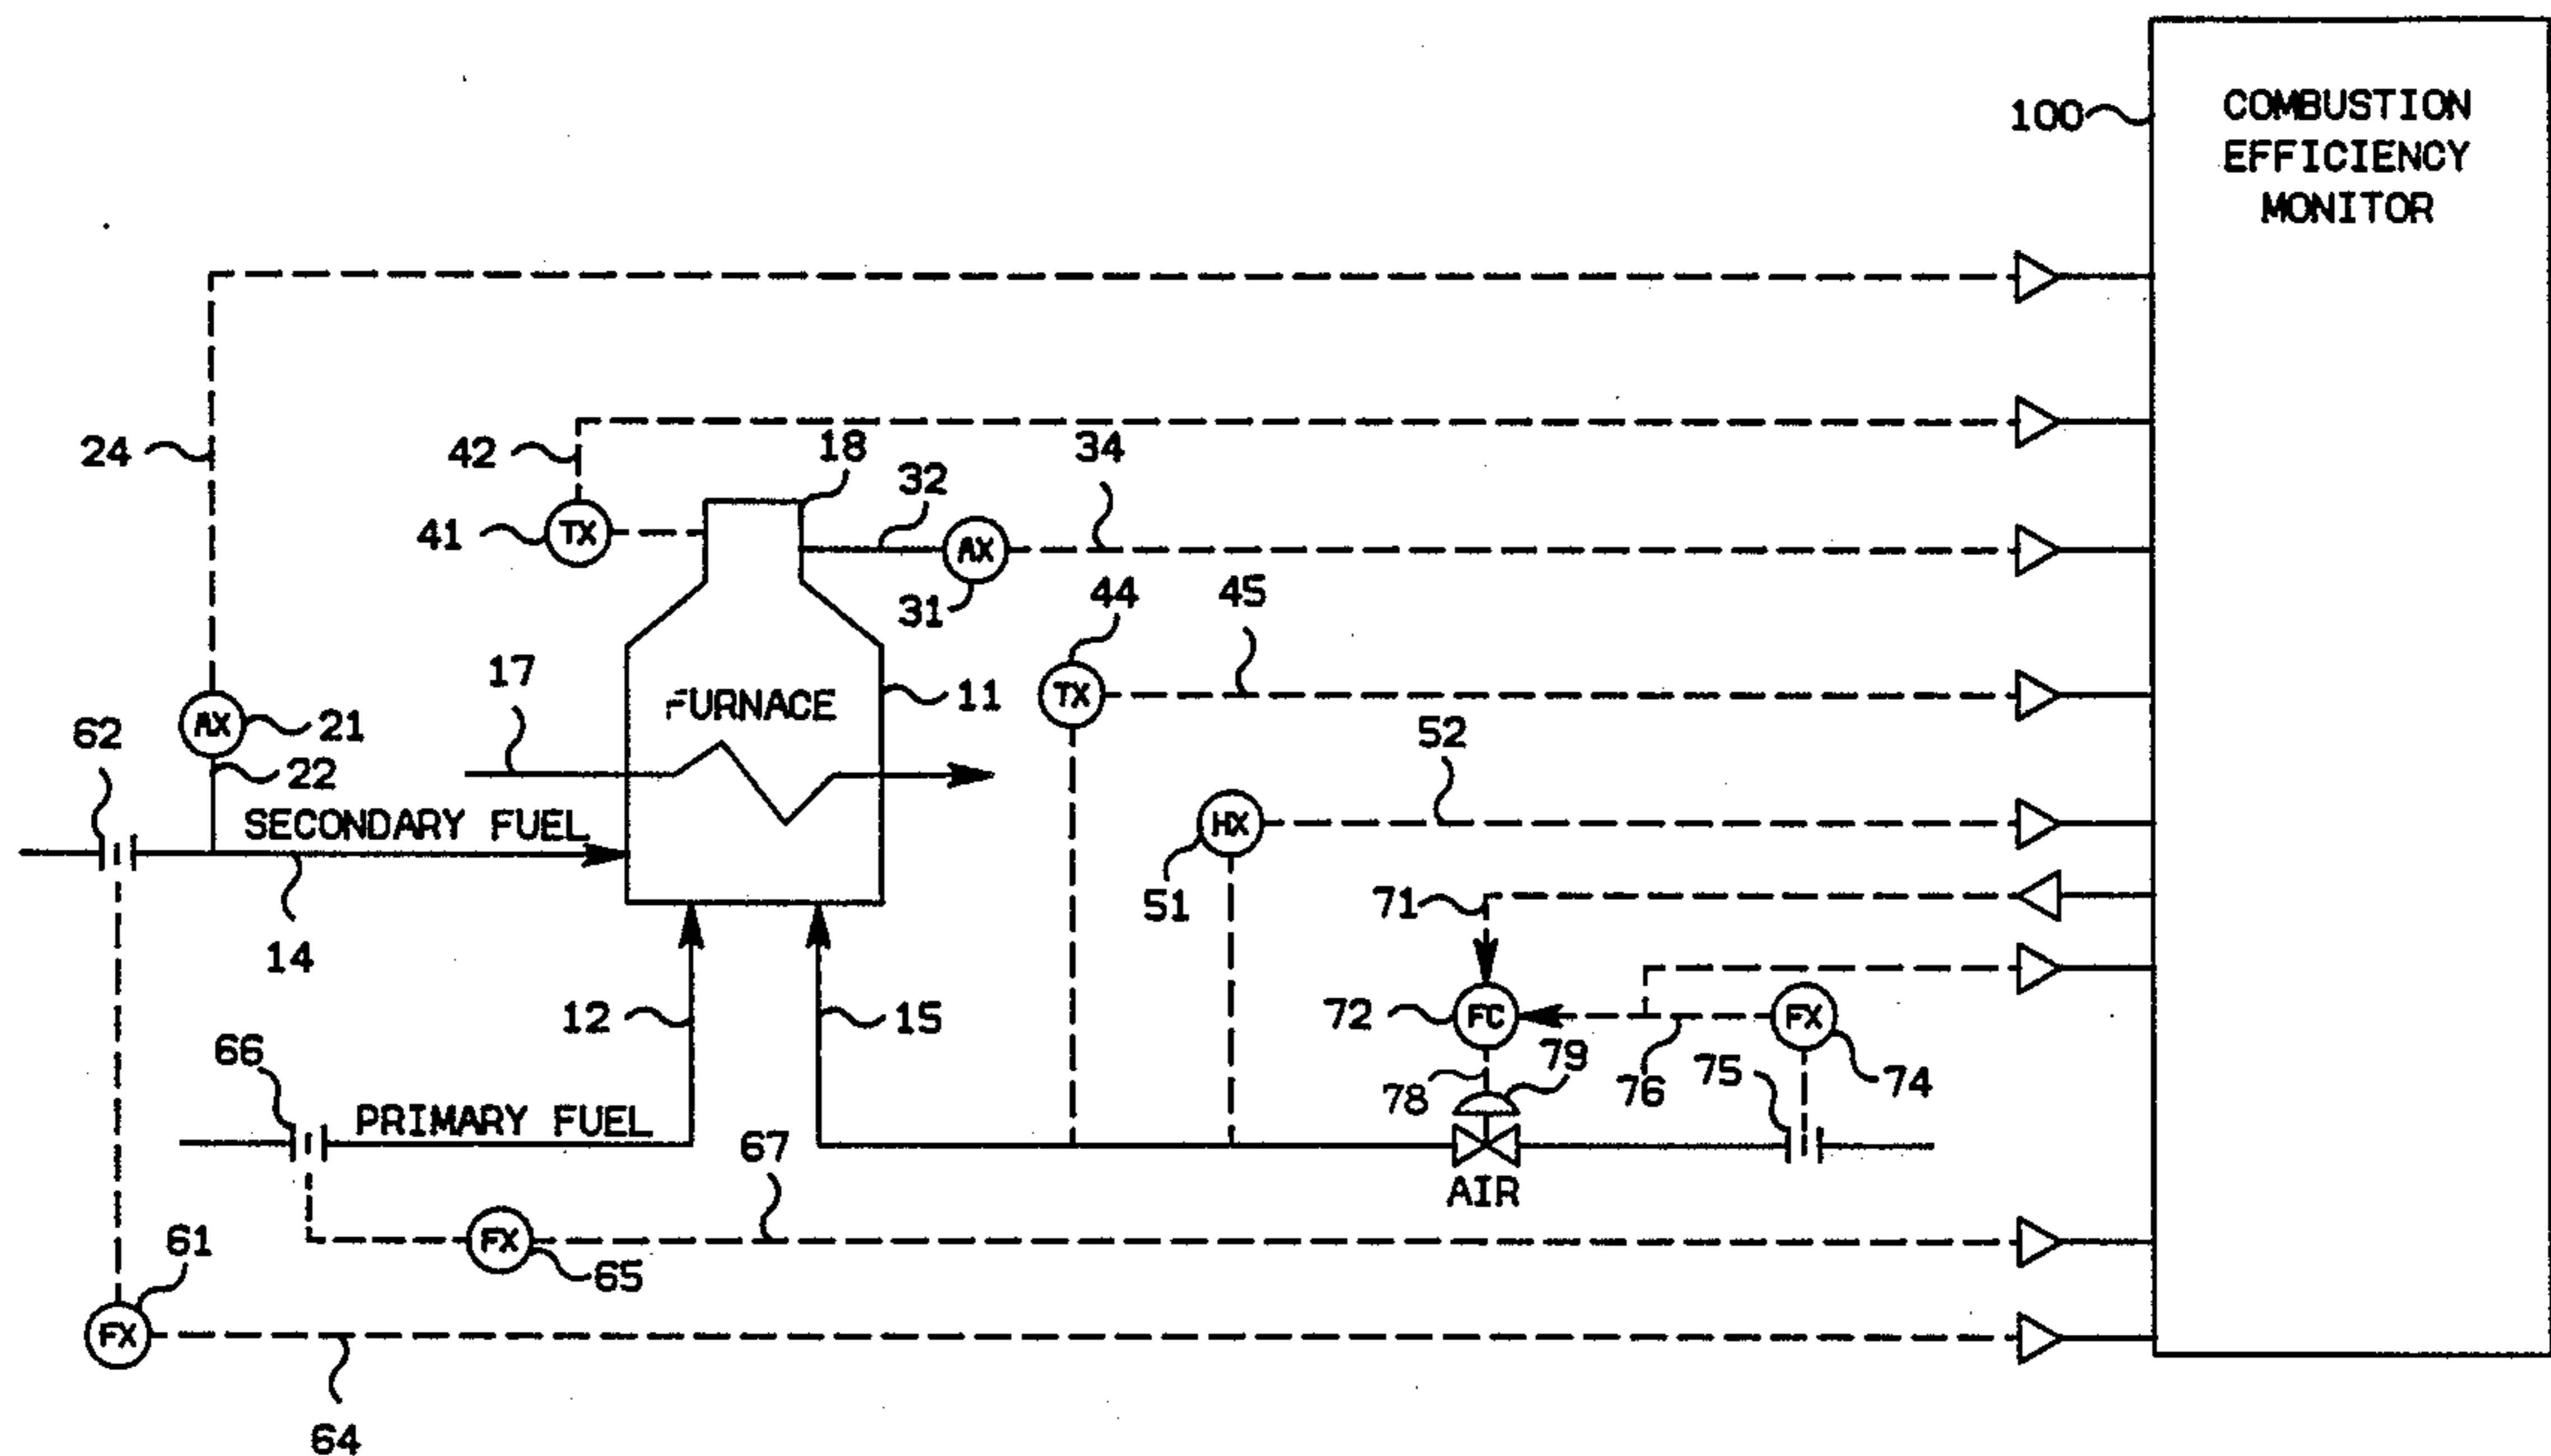 COMBUSTION
EFFICIENCY
MONITOR
100
24
42
18
34
32
41
TX
AX
31
44
45
17
FURNACE
11
TX
62
AX
21
52
22
HX
SECONDARY FUEL
51
71
14
12
15
72
FC
FX
66
79
78
76
75
74
PRIMARY FUEL
67
AIR
61
FX
65
FX
64